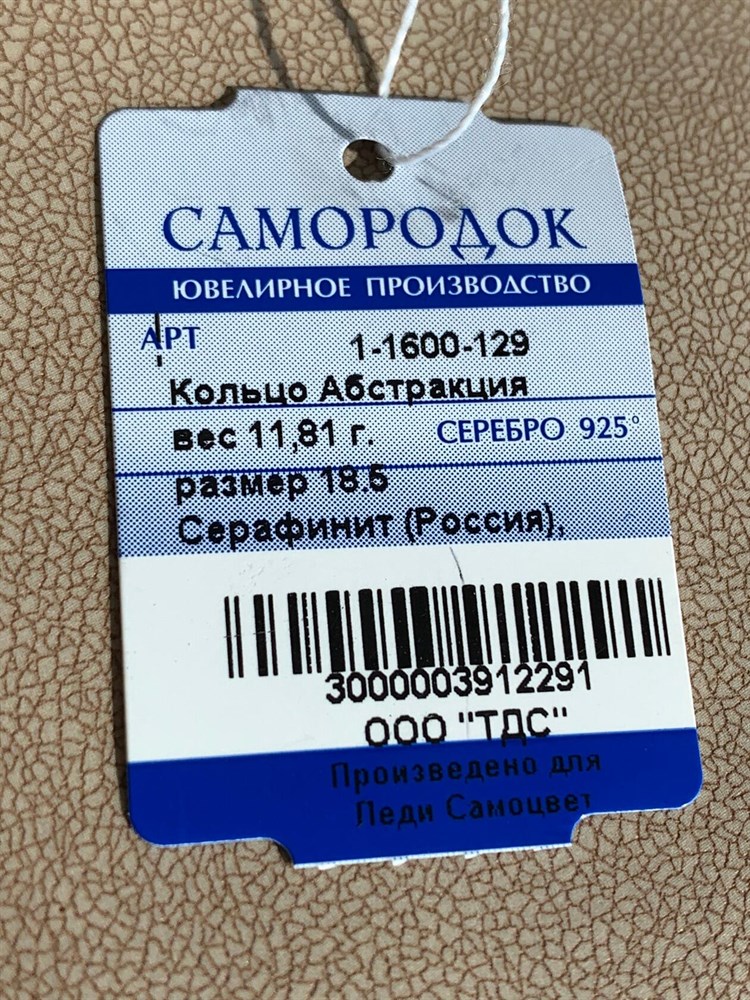 САМОРОДОК
ЮВЕЛИРНОЕ ПРОИЗВОДСТВО
АРТ 1-1600-129
Кольцо Абстракция
вес 11,81 г. СЕРЕБРО 925°
размер 18.5
Серафинит (Россия),
3000003912291
ООО "ТДС"
Произведено для
Леди Самоцвет